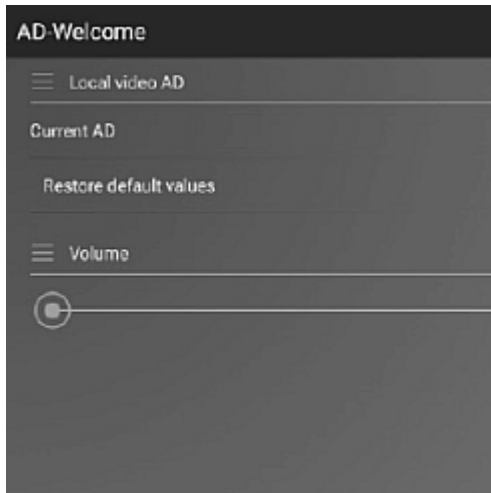 AD-Welcome
Local video AD
Current AD
Restore default values
Volume